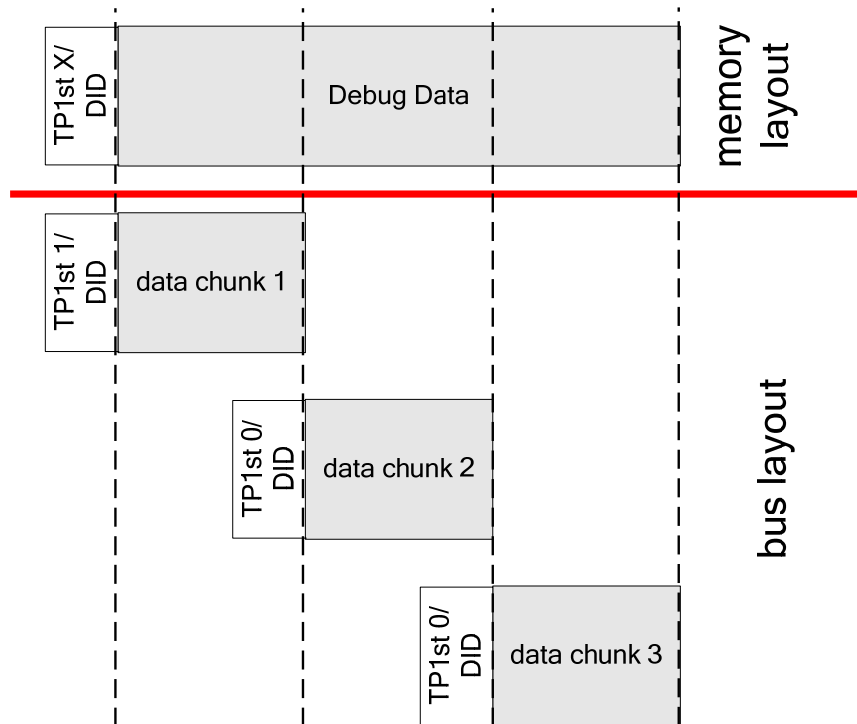 TP1st X/
DID
Debug Data
memory
layout
TP1st 1/
DID
data chunk 1
TP1st 0/
DID
data chunk 2
bus layout
TP1st 0/
DID
data chunk 3